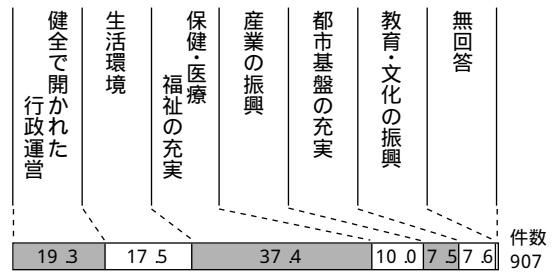 健全で開かれた
行政運営
生活環境
保健・医療
福祉の充実
産業の振興
都市基盤の充実
教育・文化の振興
無回答
件数
19.3 17.5 37.4 10.0 7.5 7.6 907